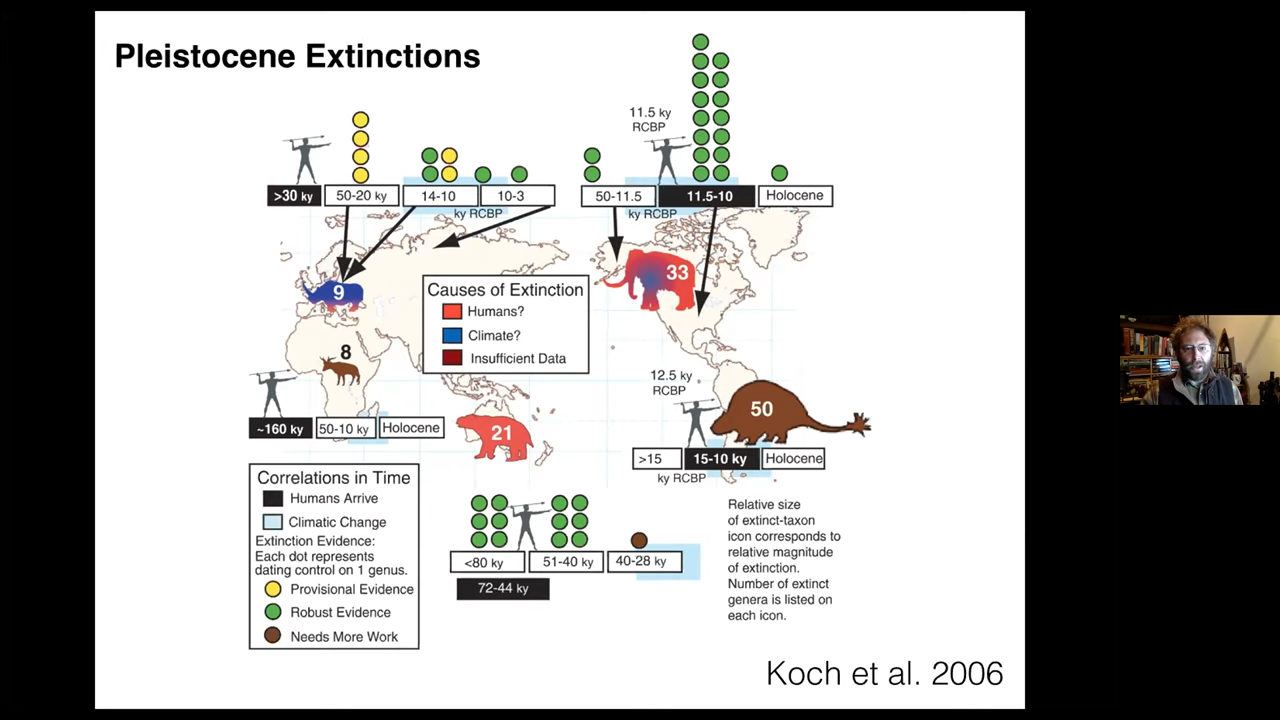 Pleistocene Extinctions
11.5 ky
RCBP
>30 ky
50-20 ky
14-10
10-3
ky RCBP
50-11.5
11.5-10
Holocene
ky RCBP
33
9
Causes of Extinction
Humans?
Climate?
Insufficient Data
8
12.5 ky
RCBP
50
~160 ky
50-10 ky
Holocene
21
>15
15-10 ky
Holocene
ky RCBP
Correlations in Time
Humans Arrive
Climatic Change
Extinction Evidence:
Each dot represents
dating control on 1 genus.
Provisional Evidence
Robust Evidence
Needs More Work
<80 ky
51-40 ky
40-28 ky
72-44 ky
Relative size
of extinct-taxon
icon corresponds to
relative magnitude
of extinction.
Number of extinct
genera is listed on
each icon.
Koch et al. 2006